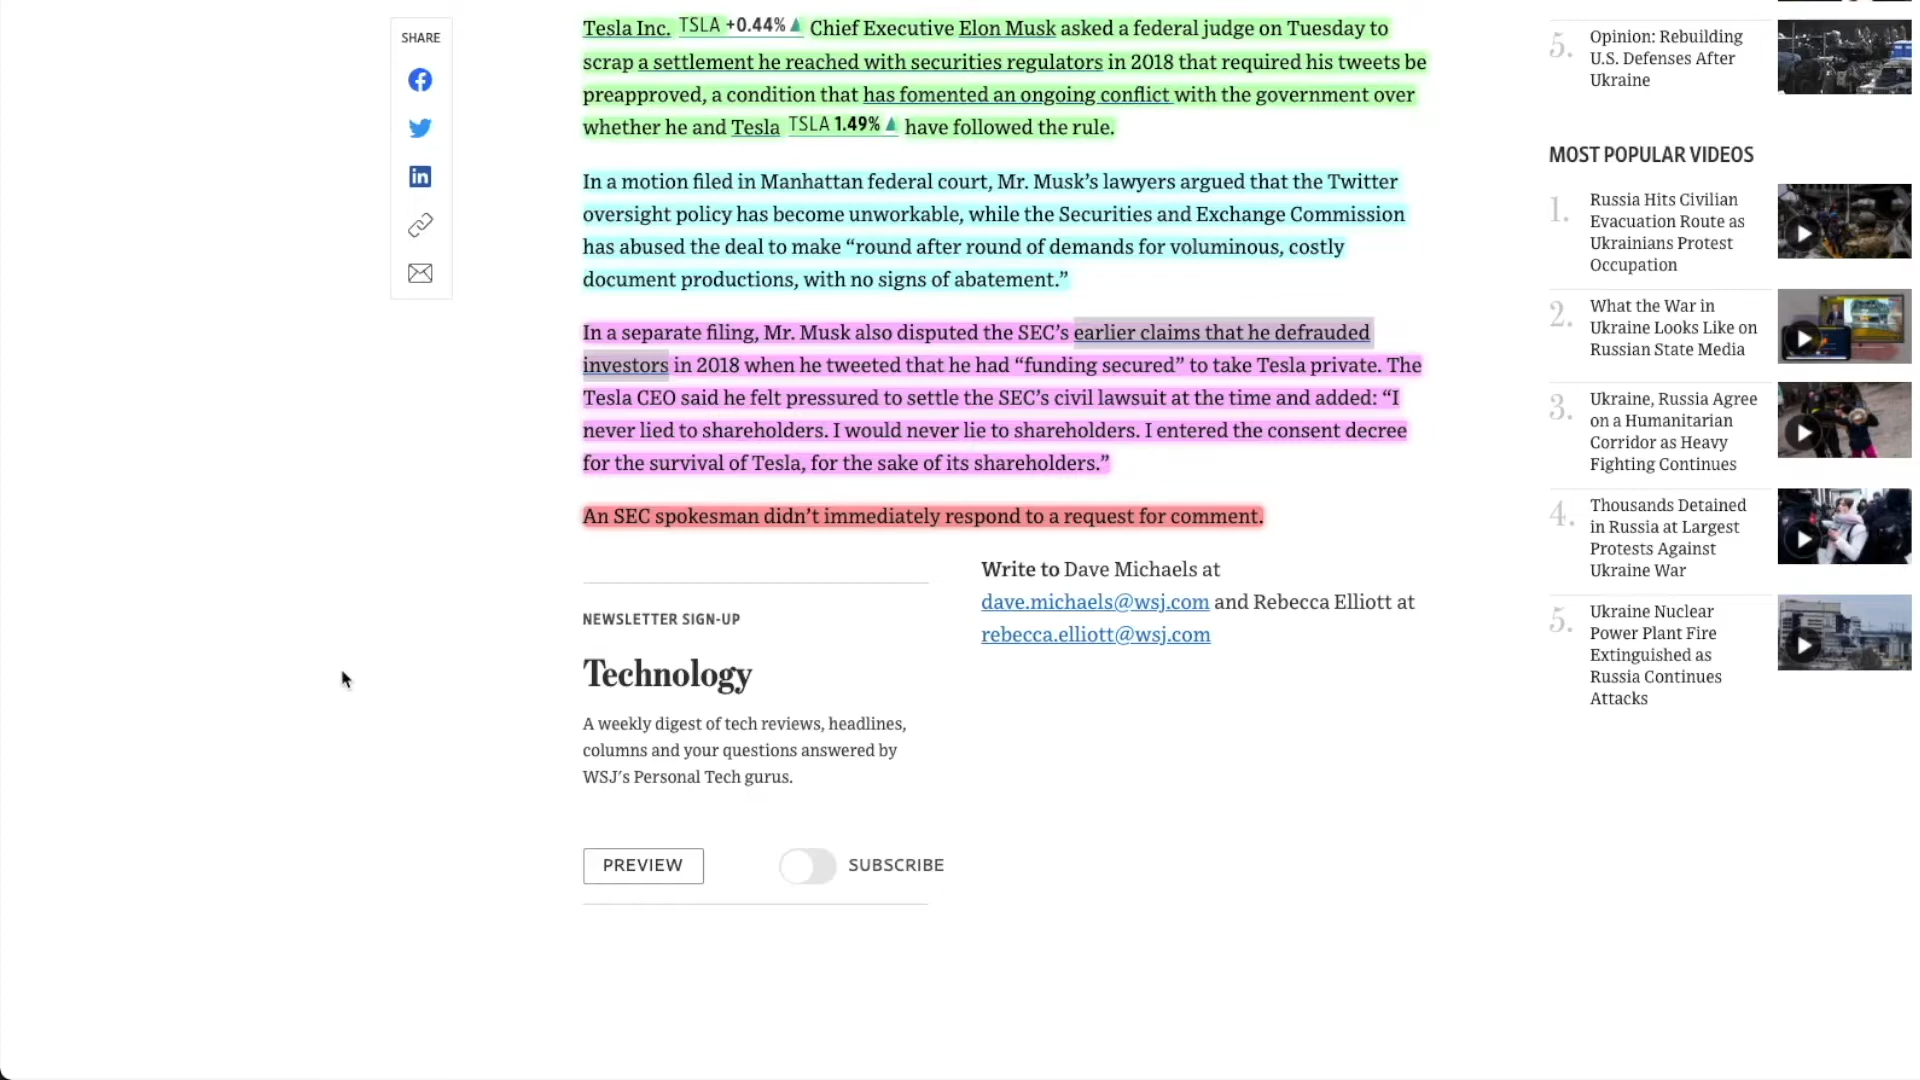 SHARE
Tesla Inc. TSLA +0.44% ▲ Chief Executive Elon Musk asked a federal judge on Tuesday to
scrap a settlement he reached with securities regulators in 2018 that required his tweets be
preapproved, a condition that has fomented an ongoing conflict with the government over
whether he and Tesla TSLA 1.49% ▲ have followed the rule.
In a motion filed in Manhattan federal court, Mr. Musk’s lawyers argued that the Twitter
oversight policy has become unworkable, while the Securities and Exchange Commission
has abused the deal to make “round after round of demands for voluminous, costly
document productions, with no signs of abatement.”
In a separate filing, Mr. Musk also disputed the SEC’s earlier claims that he defrauded
investors in 2018 when he tweeted that he had “funding secured” to take Tesla private. The
Tesla CEO said he felt pressured to settle the SEC’s civil lawsuit at the time and added: “I
never lied to shareholders. I would never lie to shareholders. I entered the consent decree
for the survival of Tesla, for the sake of its shareholders.”
An SEC spokesman didn’t immediately respond to a request for comment.
Write to Dave Michaels at
dave.michaels@wsj.com and Rebecca Elliott at
rebecca.elliott@wsj.com
NEWSLETTER SIGN-UP
Technology
A weekly digest of tech reviews, headlines,
columns and your questions answered by
WSJ's Personal Tech gurus.
PREVIEW
SUBSCRIBE
5. Opinion: Rebuilding
U.S. Defenses After
Ukraine
MOST POPULAR VIDEOS
1. Russia Hits Civilian
Evacuation Route as
Ukrainians Protest
Occupation
2. What the War in
Ukraine Looks Like on
Russian State Media
3. Ukraine, Russia Agree
on a Humanitarian
Corridor as Heavy
Fighting Continues
4. Thousands Detained
in Russia at Largest
Protests Against
Ukraine War
5. Ukraine Nuclear
Power Plant Fire
Extinguished as
Russia Continues
Attacks